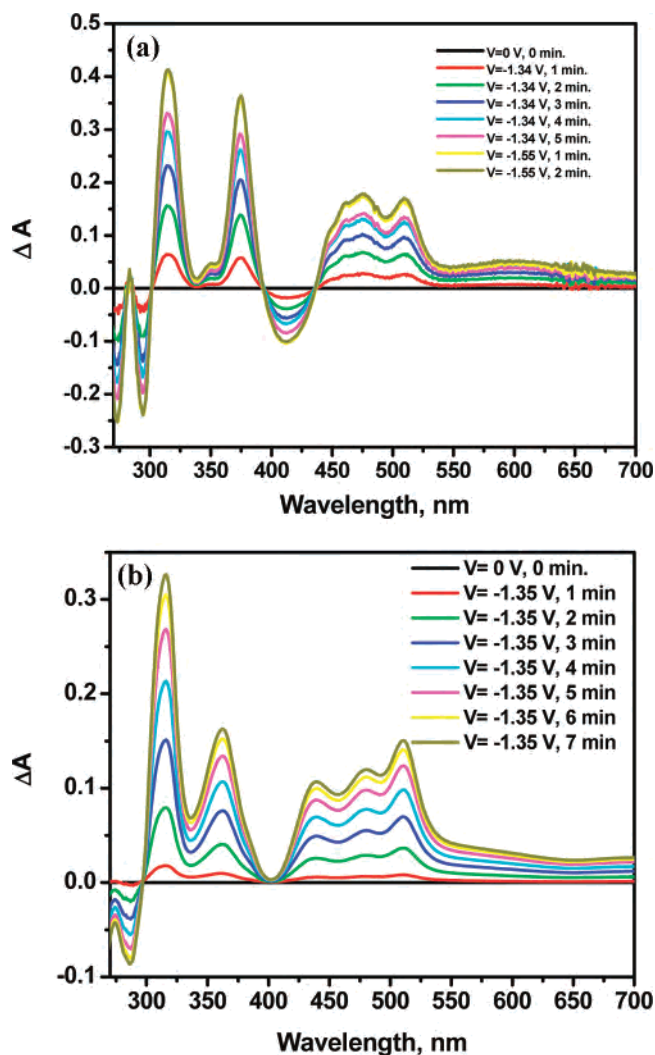 (a)
V=0 V, 0 min.
V=-1.34 V, 1 min.
V= -1.34 V, 2 min.
V= -1.34 V, 3 min.
V= -1.34 V, 4 min.
V= -1.34 V, 5 min.
V= -1.55 V, 1 min.
V= -1.55 V, 2 min.
0.5
0.4
0.3
0.2
0.1
0.0
-0.1
-0.2
-0.3
Δ A
300 350 400 450 500 550 600 650 700
Wavelength, nm
(b)
V= 0 V, 0 min.
V= -1.35 V, 1 min
V= -1.35 V, 2 min
V= -1.35 V, 3 min
V= -1.35 V, 4 min
V= -1.35 V, 5 min
V= -1.35 V, 6 min
V= -1.35 V, 7 min
0.3
0.2
0.1
0.0
-0.1
ΔA
300 350 400 450 500 550 600 650 700
Wavelength, nm